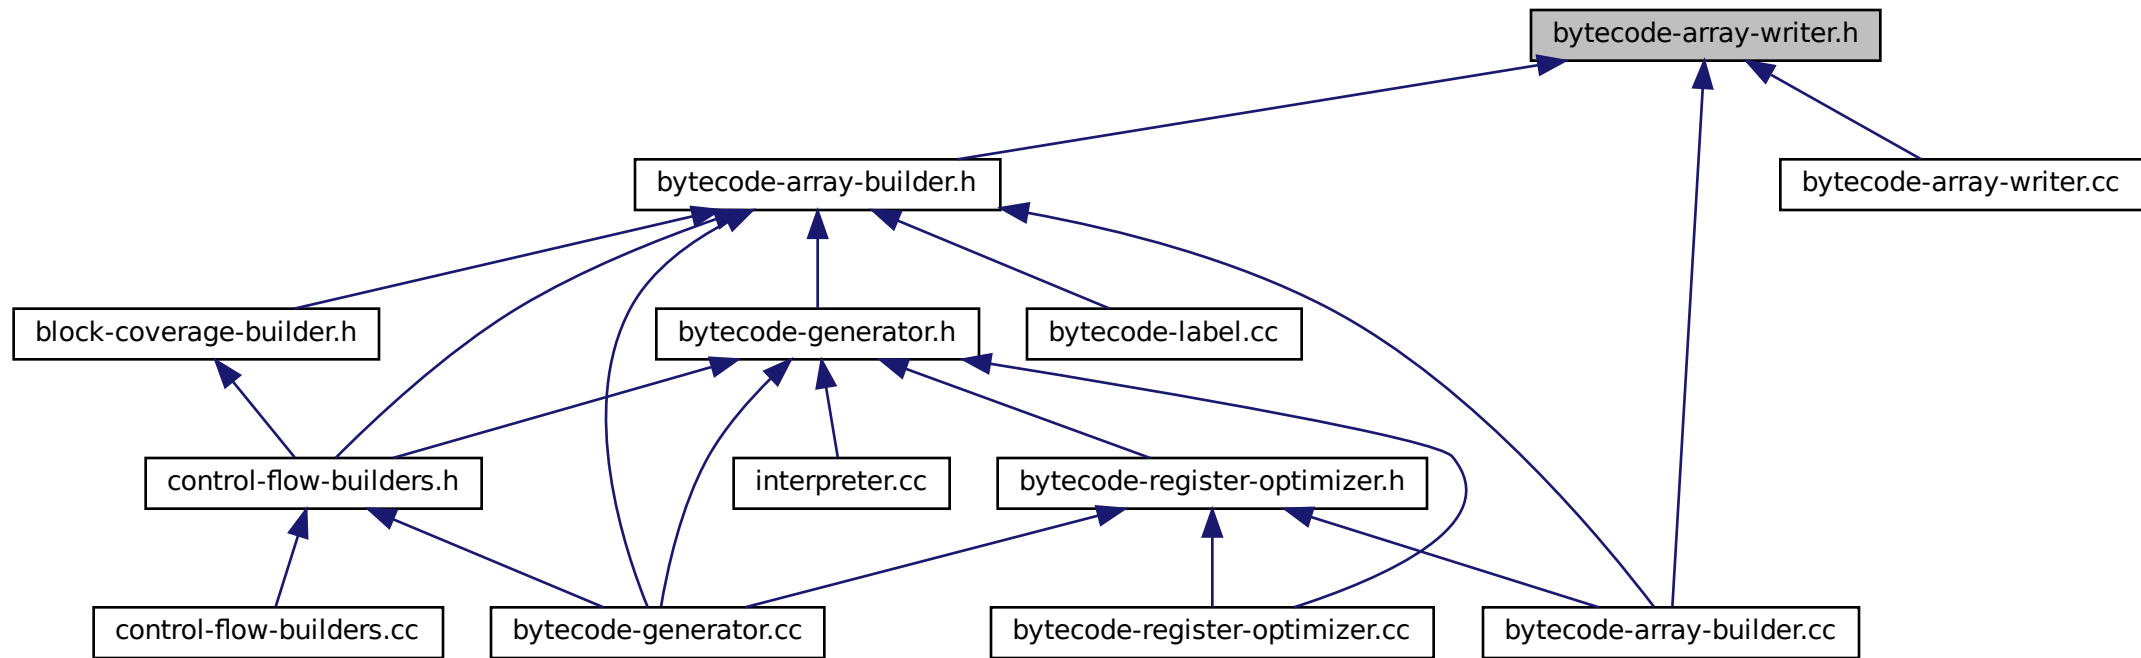 bytecode-array-writer.h
bytecode-array-builder.h
bytecode-array-writer.cc
block-coverage-builder.h
bytecode-generator.h
bytecode-label.cc
control-flow-builders.h
interpreter.cc
bytecode-register-optimizer.h
control-flow-builders.cc
bytecode-generator.cc
bytecode-register-optimizer.cc
bytecode-array-builder.cc